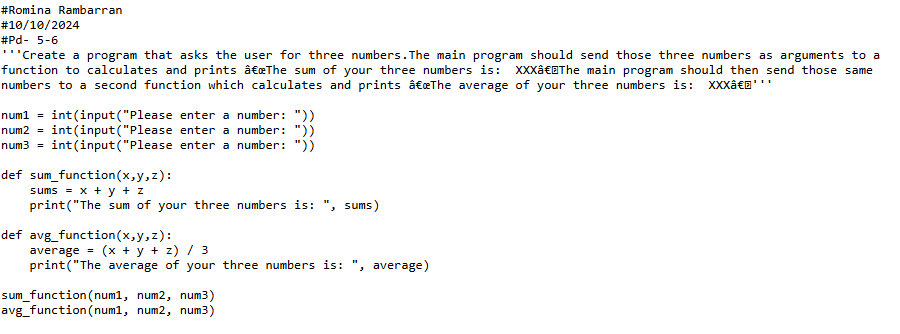 #Romina Rambarran
#10/10/2024
#Pd- 5-6
'''Create a program that asks the user for three numbers.The main program should send those three numbers as arguments to a
function to calculates and prints â€œThe sum of your three numbers is:  XXXâ€The main program should then send those same
numbers to a second function which calculates and prints â€œThe average of your three numbers is:  XXXâ€'''

num1 = int(input("Please enter a number: "))
num2 = int(input("Please enter a number: "))
num3 = int(input("Please enter a number: "))

def sum_function(x,y,z):
    sums = x + y + z
    print("The sum of your three numbers is: ", sums)

def avg_function(x,y,z):
    average = (x + y + z) / 3
    print("The average of your three numbers is: ", average)

sum_function(num1, num2, num3)
avg_function(num1, num2, num3)